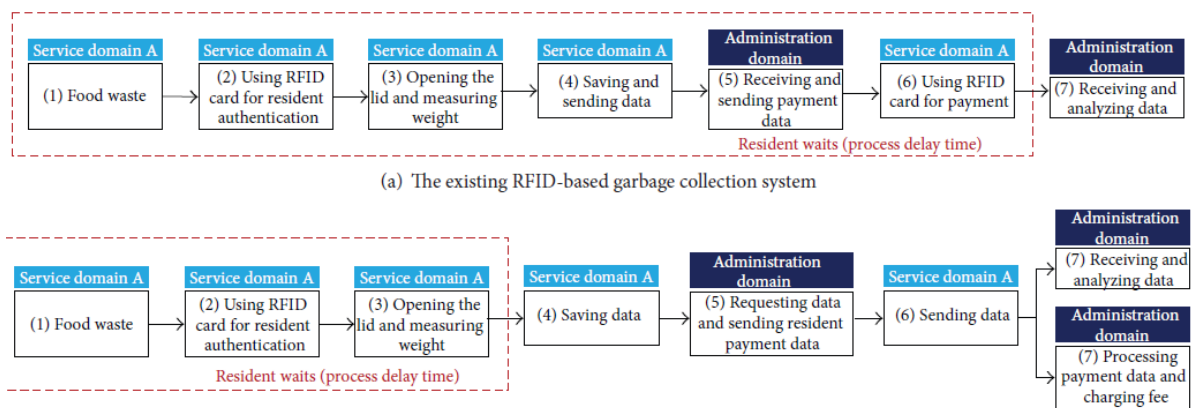 Service domain A
(1) Food waste
Service domain A
(2) Using RFID
card for resident
authentication
Service domain A
(3) Opening the
lid and measuring
weight
Service domain A
(4) Saving and
sending data
Administration
domain
(5) Receiving and
sending payment
data
Service domain A
(6) Using RFID
card for payment
Administration
domain
(7) Receiving and
analyzing data
Resident waits (process delay time)
(a) The existing RFID-based garbage collection system
Service domain A
(1) Food waste
Service domain A
(2) Using RFID
card for resident
authentication
Service domain A
(3) Opening the
lid and measuring
weight
Resident waits (process delay time)
Service domain A
(4) Saving data
Administration
domain
(5) Requesting data
and sending resident
payment data
Service domain A
(6) Sending data
Administration
domain
(7) Receiving and
analyzing data
Administration
domain
(7) Processing
payment data and
charging fee